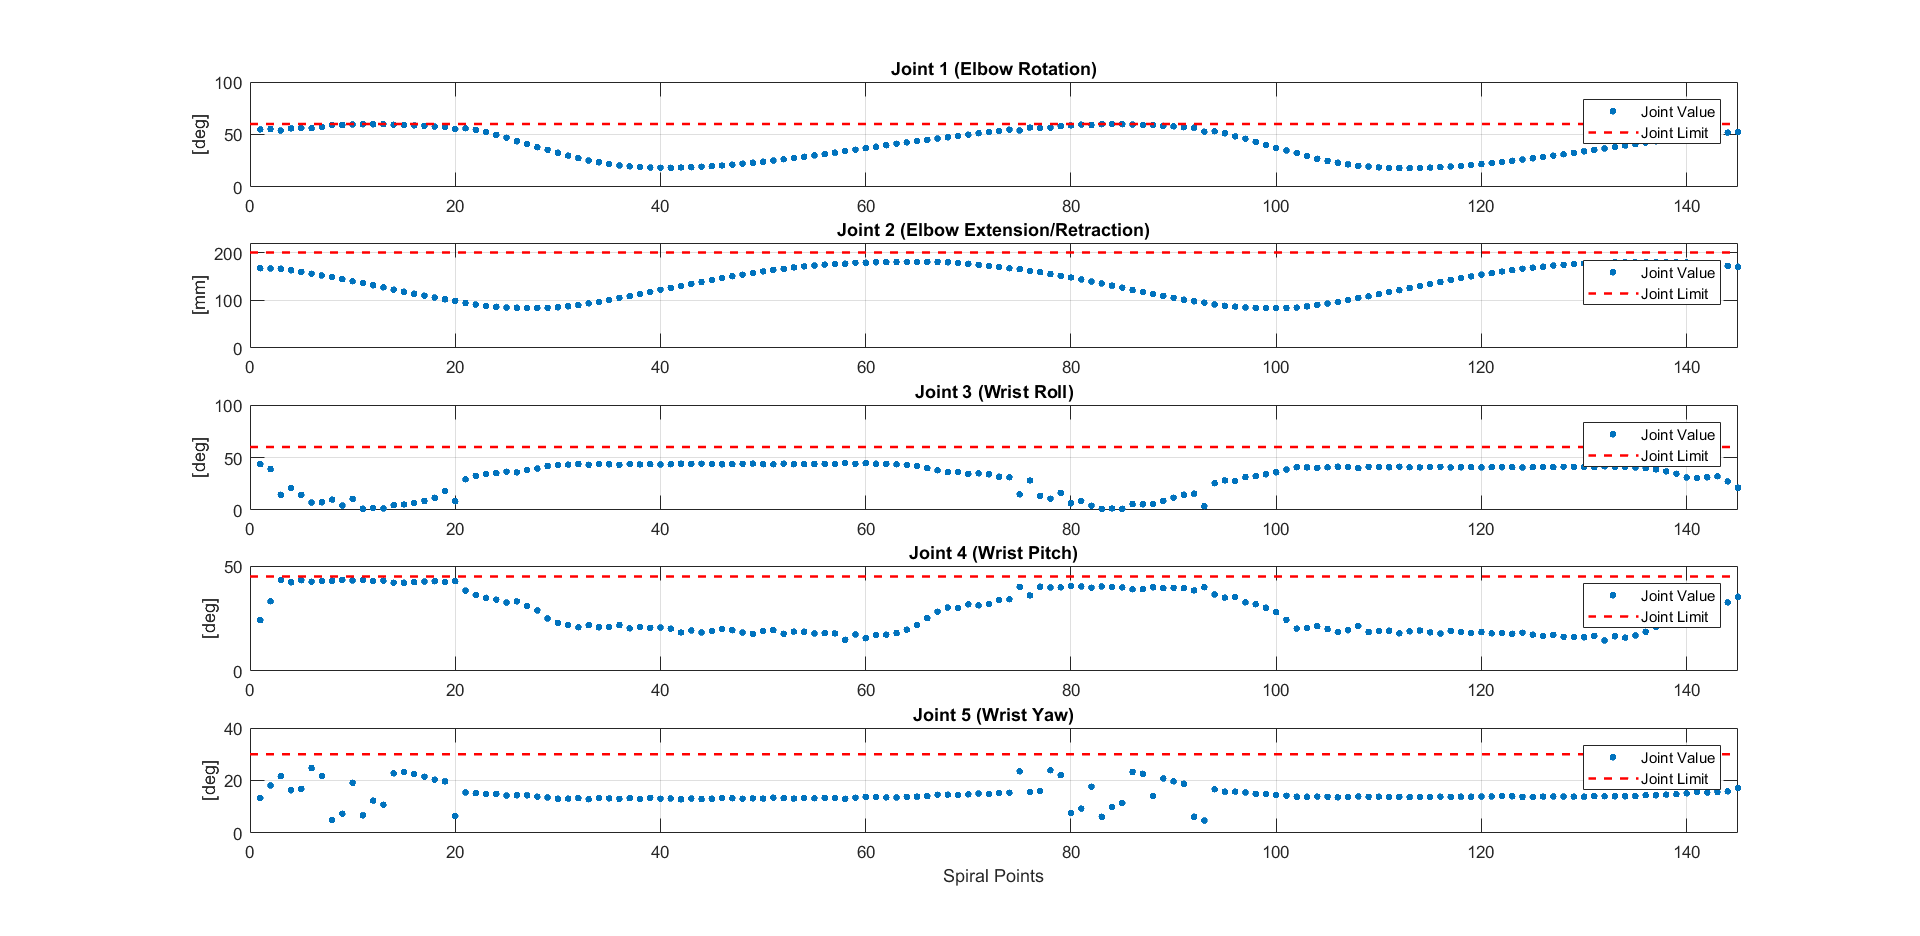 Joint 1 (Elbow Rotation)
100
50
0
[deg]
Joint Value
Joint Limit
0 20 40 60 80 100 120 140
Joint 2 (Elbow Extension/Retraction)
200
100
0
[mm]
Joint Value
Joint Limit
0 20 40 60 80 100 120 140
Joint 3 (Wrist Roll)
100
50
0
[deg]
Joint Value
Joint Limit
0 20 40 60 80 100 120 140
Joint 4 (Wrist Pitch)
50
0
[deg]
Joint Value
Joint Limit
0 20 40 60 80 100 120 140
Joint 5 (Wrist Yaw)
40
20
0
[deg]
Joint Value
Joint Limit
0 20 40 60 80 100 120 140
Spiral Points